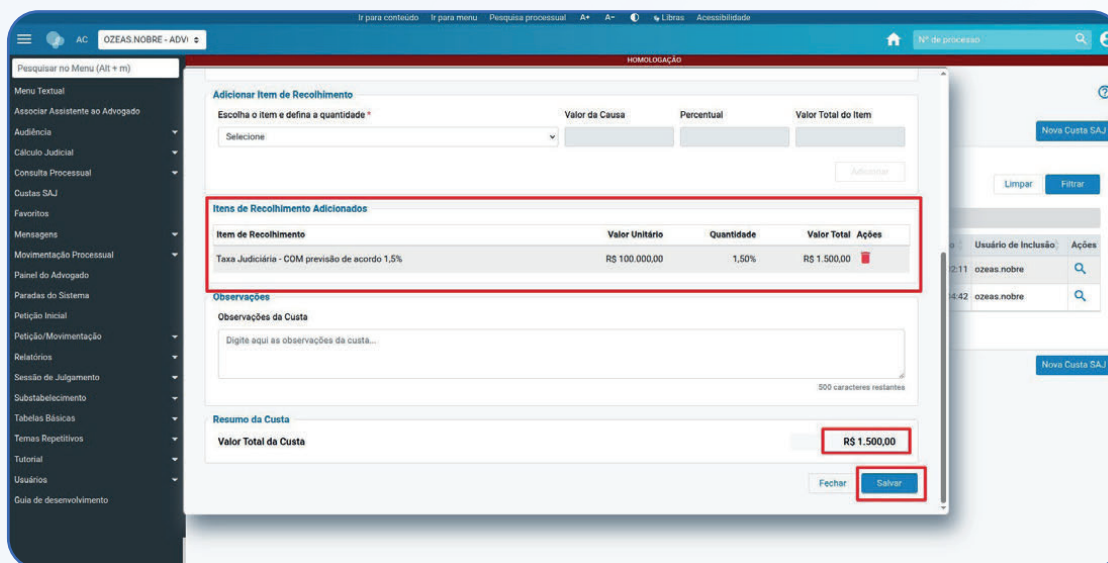 Ir para conteúdo Ir para menu Pesquisa processual A+ A- Libras Acessibilidade
AC OZEAS.NOBRE - ADV Nº de processo
HOMOLOGAÇÃO
Pesquisar no Menu (Alt + m)
Menu Textual
Associar Assistente ao Advogado
Audiência
Cálculo Judicial
Consulta Processual
Custas SAJ
Favoritos
Mensagens
Movimentação Processual
Painel do Advogado
Paradas do Sistema
Petição Inicial
Petição/Movimentação
Relatórios
Sessão de Julgamento
Substabelecimento
Tabelas Básicas
Temas Repetitivos
Tutorial
Usuários
Guia de desenvolvimento
Adicionar Item de Recolhimento
Escolha o item e defina a quantidade * Valor da Causa Percentual Valor Total do Item
Selecione
Adicionar
Itens de Recolhimento Adicionados
Item de Recolhimento Valor Unitário Quantidade Valor Total Ações
Taxa Judiciária - COM previsão de acordo 1,5% R$ 100.000,00 1,50% R$ 1.500,00
Observações
Observações da Custa
Digite aqui as observações da custa...
500 caracteres restantes
Resumo da Custa
Valor Total da Custa R$ 1.500,00
Fechar Salvar
Nova Custa SAJ
Limpar Filtrar
Usuário de Inclusão Ações
2:11 ozeas.nobre
4:42 ozeas.nobre
Nova Custa SAJ